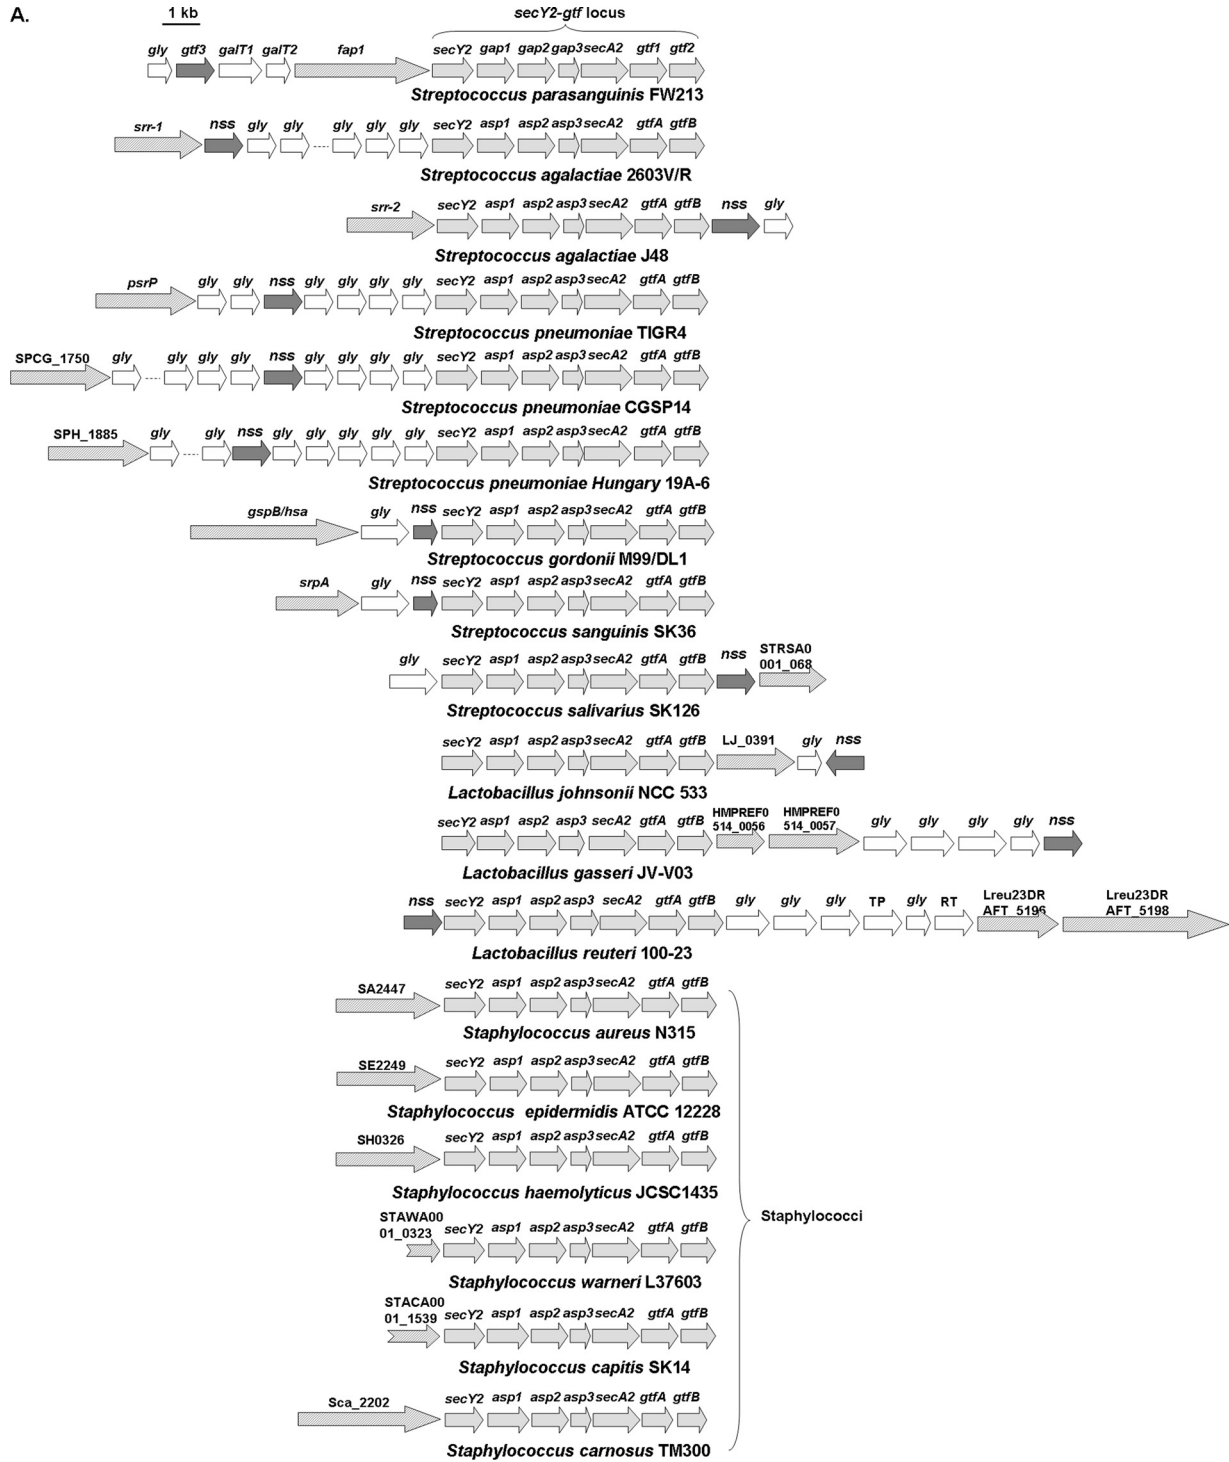 A.
1 kb
secY2-gtf locus
gly gtf3 galT1 galT2 fap1 secY2 gap1 gap2 gap3 secA2 gtf1 gtf2
Streptococcus parasanguinis FW213
srr-1 nss gly gly gly gly gly secY2 asp1 asp2 asp3 secA2 gtfA gtfB
Streptococcus agalactiae 2603V/R
srr-2 secY2 asp1 asp2 asp3 secA2 gtfA gtfB nss gly
Streptococcus agalactiae J48
psrP gly gly nss gly gly gly gly secY2 asp1 asp2 asp3 secA2 gtfA gtfB
Streptococcus pneumoniae TIGR4
SPCG_1750 gly gly gly gly nss gly gly gly gly secY2 asp1 asp2 asp3 secA2 gtfA gtfB
Streptococcus pneumoniae CGSP14
SPH_1885 gly gly nss gly gly gly gly gly secY2 asp1 asp2 asp3 secA2 gtfA gtfB
Streptococcus pneumoniae Hungary 19A-6
gspB/hsa gly nss secY2 asp1 asp2 asp3 secA2 gtfA gtfB
Streptococcus gordonii M99/DL1
srpA gly nss secY2 asp1 asp2 asp3 secA2 gtfA gtfB
Streptococcus sanguinis SK36
gly secY2 asp1 asp2 asp3 secA2 gtfA gtfB nss STRSA0
001_068
Streptococcus salivarius SK126
secY2 asp1 asp2 asp3 secA2 gtfA gtfB LJ_0391 gly nss
Lactobacillus johnsonii NCC 533
secY2 asp1 asp2 asp3 secA2 gtfA gtfB HMPREF0 HMPREF0 gly gly gly gly nss
514_0056 514_0057
Lactobacillus gasseri JV-V03
nss secY2 asp1 asp2 asp3 secA2 gtfA gtfB gly gly gly TP gly RT Lreu23DR Lreu23DR
AFT_5196 AFT_5198
Lactobacillus reuteri 100-23
SA2447 secY2 asp1 asp2 asp3 secA2 gtfA gtfB
Staphylococcus aureus N315
SE2249 secY2 asp1 asp2 asp3 secA2 gtfA gtfB
Staphylococcus epidermidis ATCC 12228
SH0326 secY2 asp1 asp2 asp3 secA2 gtfA gtfB
Staphylococcus haemolyticus JCSC1435
Staphylococci
STAWA00
01_0323 secY2 asp1 asp2 asp3 secA2 gtfA gtfB
Staphylococcus warneri L37603
STACA00
01_1539 secY2 asp1 asp2 asp3 secA2 gtfA gtfB
Staphylococcus capitis SK14
Sca_2202 secY2 asp1 asp2 asp3 secA2 gtfA gtfB
Staphylococcus carnosus TM300